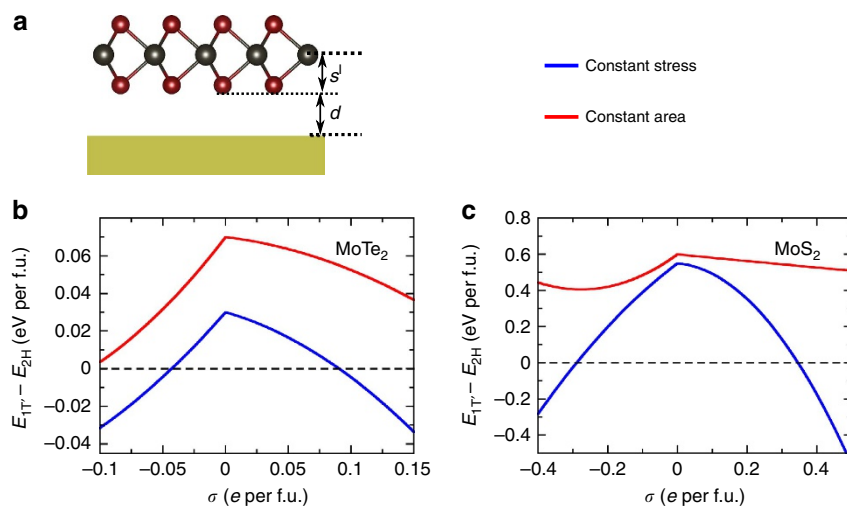 a
s^l
d
Constant stress
Constant area
b
MoTe₂
E₁T′ – E₂H (eV per f.u.)
0.06
0.04
0.02
0
–0.02
–0.04
–0.1
–0.05
0
0.05
0.1
0.15
σ (e per f.u.)
c
MoS₂
E₁T′ – E₂H (eV per f.u.)
0.8
0.6
0.4
0.2
0
–0.2
–0.4
–0.4
–0.2
0
0.2
0.4
σ (e per f.u.)